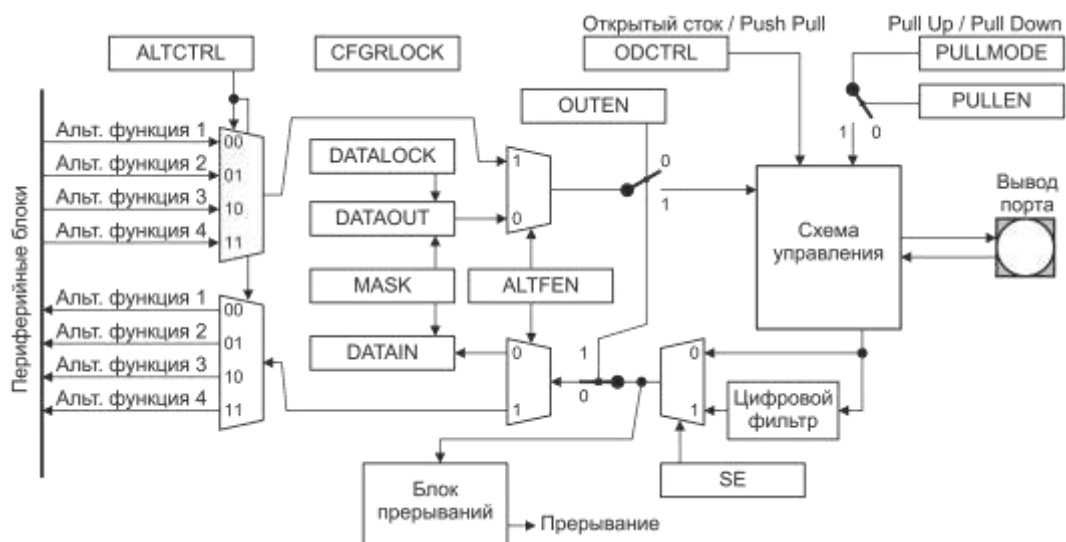 Открытый сток / Push Pull
Pull Up / Pull Down
ALTCTRL
CFGRLOCK
ODCTRL
PULLMODE
OUTEN
PULLEN
Периферийные блоки
Альт. функция 1
00
Альт. функция 2
01
Альт. функция 3
10
Альт. функция 4
11
DATALOCK
DATAOUT
MASK
ALTFEN
DATAIN
1
0
0
1
1
0
Схема
управления
Вывод
порта
Альт. функция 1
00
Альт. функция 2
01
Альт. функция 3
10
Альт. функция 4
11
0
1
1
0
0
1
Цифровой
фильтр
SE
Блок
прерываний
Прерывание